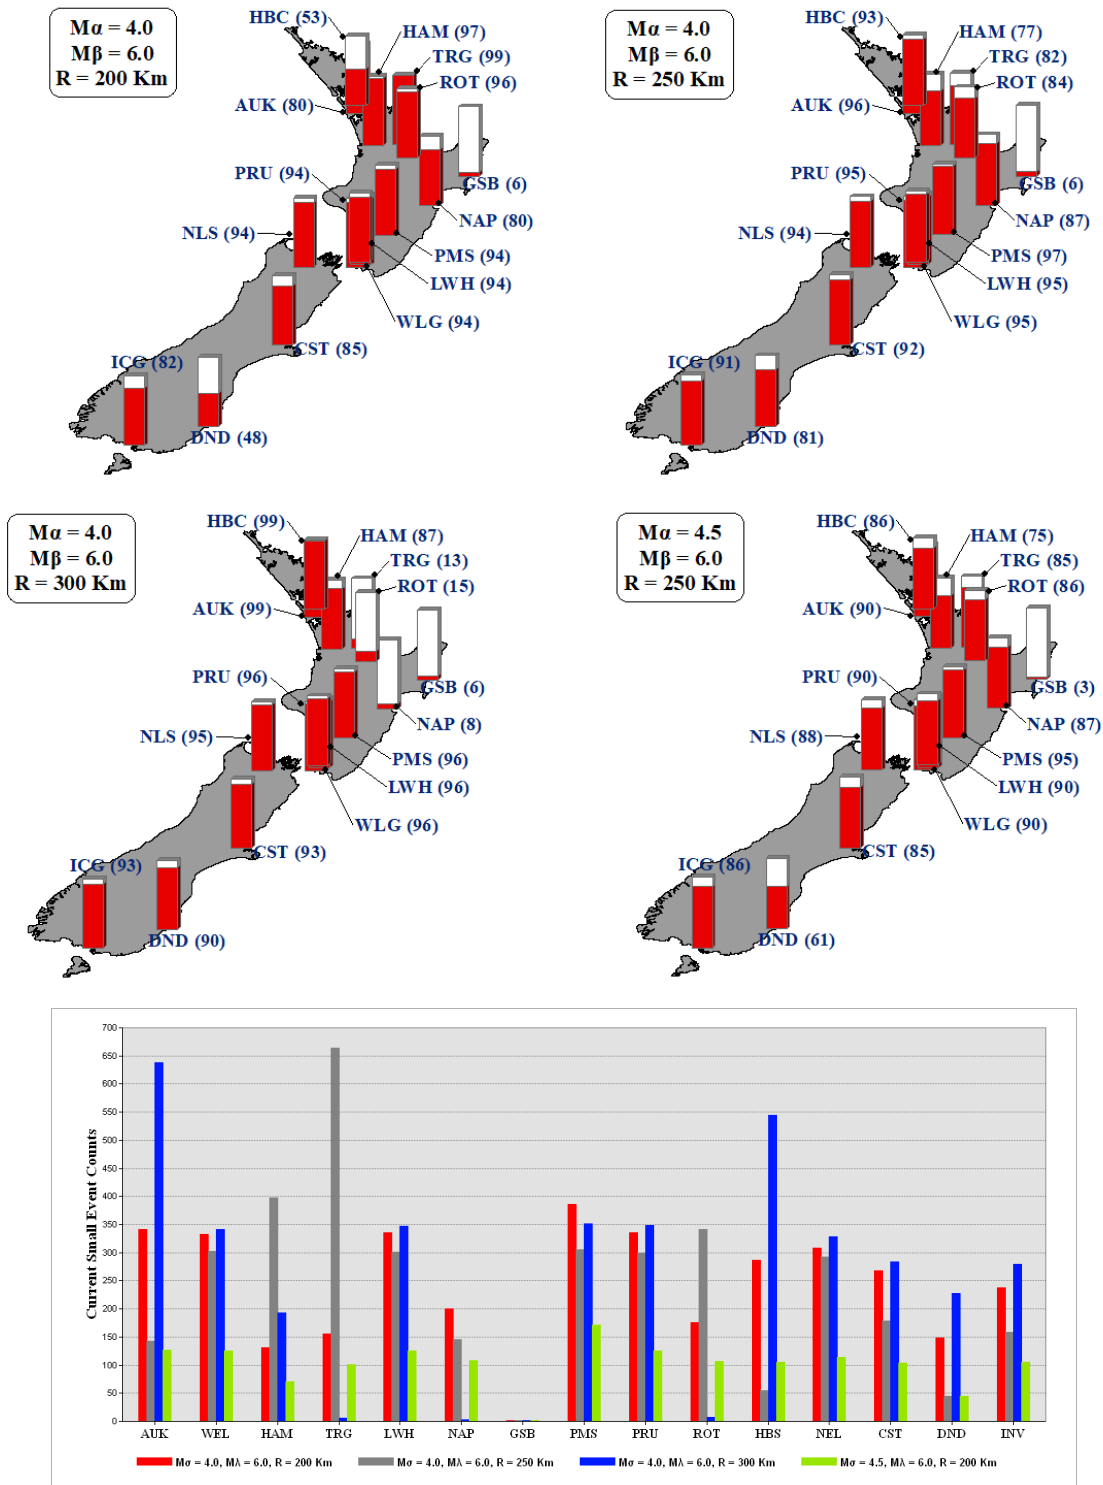 Mα = 4.0
Mβ = 6.0
R = 200 Km
HBC (53)
HAM (97)
TRG (99)
ROT (96)
AUK (80)
PRU (94)
GSB (6)
NAP (80)
NLS (94)
PMS (94)
LWH (94)
WLG (94)
CST (85)
ICG (82)
DND (48)
Mα = 4.0
Mβ = 6.0
R = 250 Km
HBC (93)
HAM (77)
TRG (82)
ROT (84)
AUK (96)
PRU (95)
GSB (6)
NAP (87)
NLS (94)
PMS (97)
LWH (95)
WLG (95)
CST (92)
ICG (91)
DND (81)
Mα = 4.0
Mβ = 6.0
R = 300 Km
HBC (99)
HAM (87)
TRG (13)
ROT (15)
AUK (99)
PRU (96)
GSB (6)
NAP (8)
NLS (95)
PMS (96)
LWH (96)
WLG (96)
CST (93)
ICG (93)
DND (90)
Mα = 4.5
Mβ = 6.0
R = 250 Km
HBC (86)
HAM (75)
TRG (85)
ROT (86)
AUK (90)
PRU (90)
GSB (3)
NAP (87)
NLS (88)
PMS (95)
LWH (90)
WLG (90)
CST (85)
ICG (86)
DND (61)
Current Small Event Counts
700
650
600
550
500
450
400
350
300
250
200
150
100
50
0
AUK WEL HAM TRG LWH NAP GSB PMS PRU ROT HBS NEL CST DND INV
Mσ = 4.0, Mλ = 6.0, R = 200 Km Mσ = 4.0, Mλ = 6.0, R = 250 Km Mσ = 4.0, Mλ = 6.0, R = 300 Km Mσ = 4.5, Mλ = 6.0, R = 200 Km